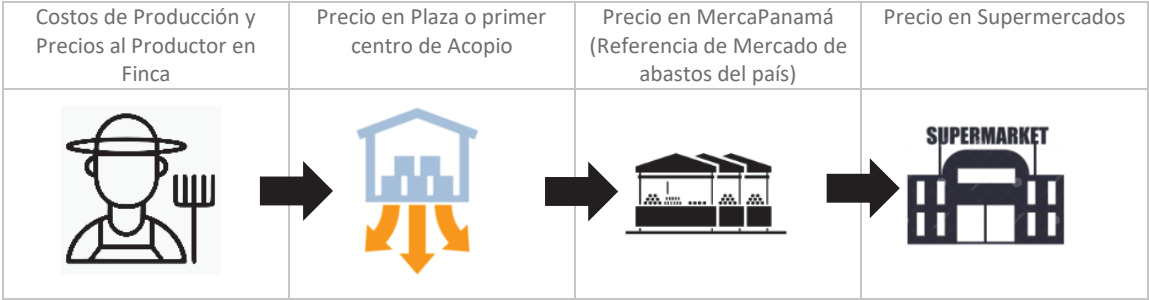 Costos de Producción y
Precios al Productor en
Finca
Precio en Plaza o primer
centro de Acopio
Precio en MercaPanamá
(Referencia de Mercado de
abastos del país)
Precio en Supermercados
SUPERMARKET